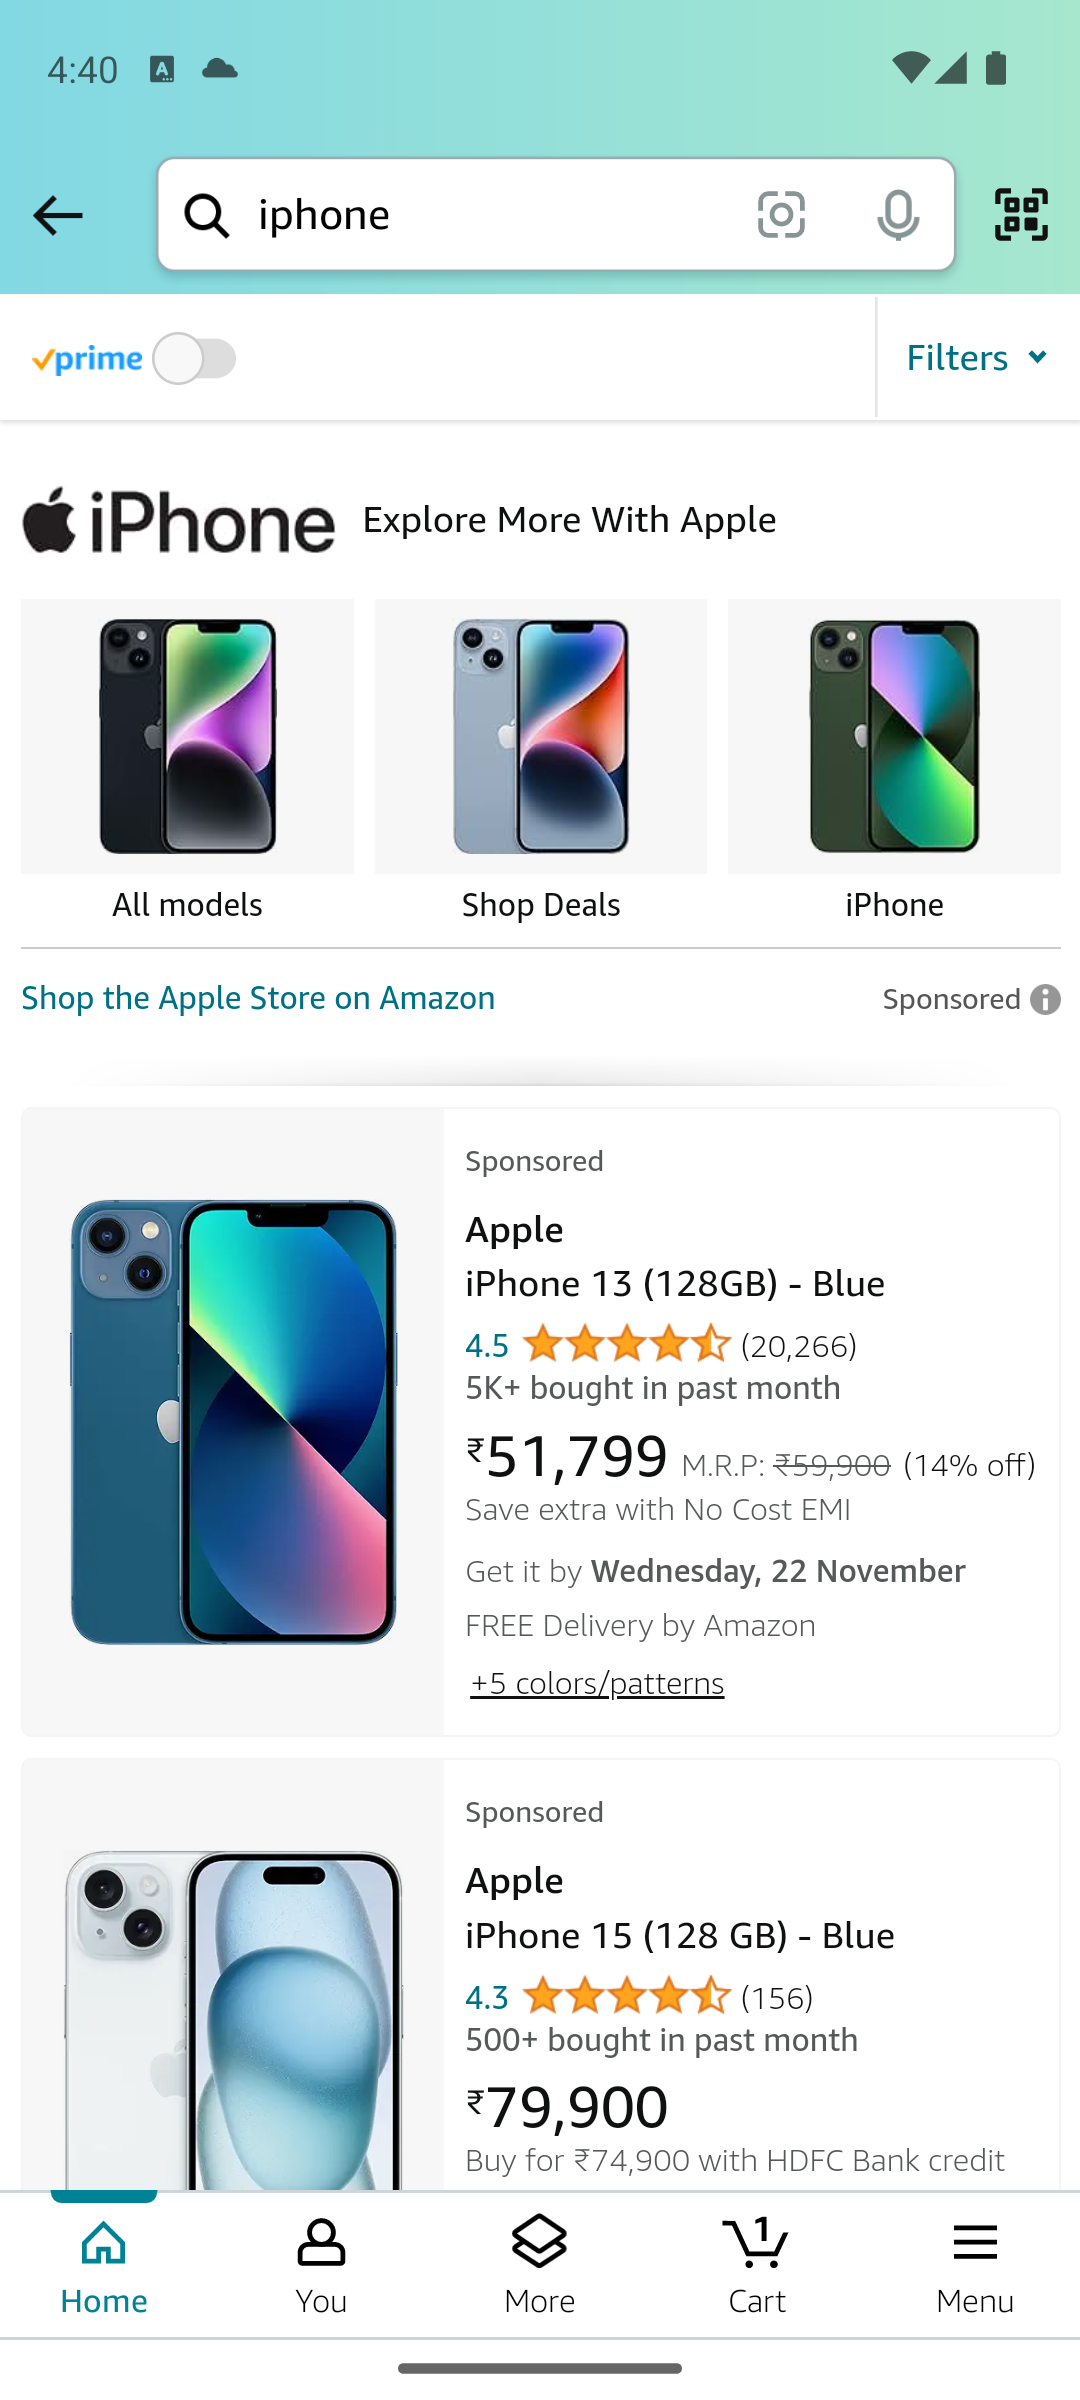 4:40
A
iphone
prime
Filters
iPhone Explore More With Apple
All models Shop Deals iPhone
Shop the Apple Store on Amazon
Sponsored
Sponsored
Apple
iPhone 13 (128GB) - Blue
4.5 (20,266)
5K+ bought in past month
₹51,799 M.R.P: ₹59,900 (14% off)
Save extra with No Cost EMI
Get it by Wednesday, 22 November
FREE Delivery by Amazon
+5 colors/patterns
Sponsored
Apple
iPhone 15 (128 GB) - Blue
4.3 (156)
500+ bought in past month
₹79,900
Buy for ₹74,900 with HDFC Bank credit
1
Home You More Cart Menu